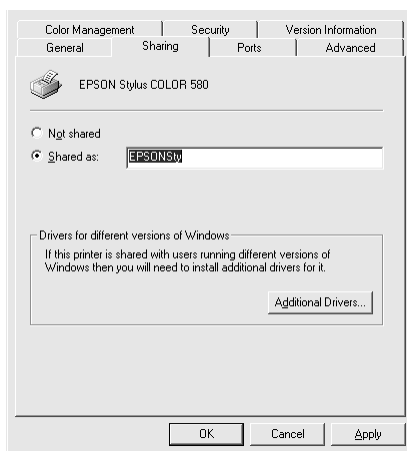 Color Management Security Version Information
General Sharing Ports Advanced
EPSON Stylus COLOR 580
Not shared
Shared as: EPSONSty
Drivers for different versions of Windows
If this printer is shared with users running different versions of
Windows then you will need to install additional drivers for it.
Additional Drivers...
OK Cancel Apply